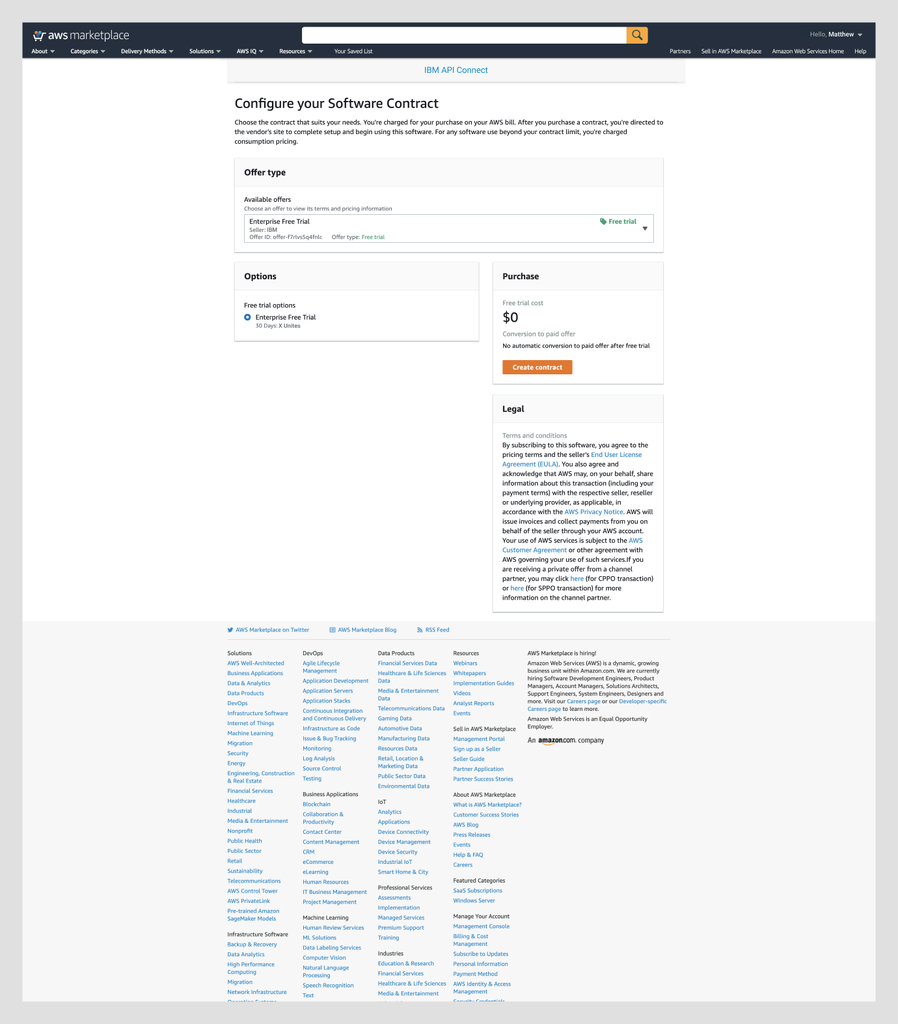 aws marketplace
Hello, Matthew
About
Categories
Delivery Methods
Solutions
AWS IQ
Resources
Your Saved List
Partners
Sell in AWS Marketplace
Amazon Web Services Home
Help
IBM API Connect
Configure your Software Contract
Choose the contract that suits your needs. You're charged for your purchase on your AWS bill. After you purchase a contract, you're directed to
the vendor's site to complete setup and begin using this software. For any software use beyond your contract limit, you're charged
consumption pricing.
Offer type
Available offers
Choose an offer to view its terms and pricing information
Enterprise Free Trial
Free trial
Seller: IBM
Offer type: Free trial
Options
Free trial options
Enterprise Free Trial
30 Days: X Unites
Purchase
Free trial cost
$0
Conversion to paid offer
No automatic conversion to paid offer after free trial
Create contract
Legal
Terms and conditions
By subscribing to this software, you agree to the
pricing terms and the seller's End User License
Agreement (EULA). You also agree and
acknowledge that AWS may, on your behalf, share
information about this transaction (including your
payment terms) with the respective seller, reseller
or underlying provider, as applicable, in
accordance with the AWS Privacy Notice. AWS will
issue invoices and collect payments from you on
behalf of the seller through your AWS account.
Your use of AWS services is subject to the AWS
Customer Agreement or other agreement with
AWS governing your use of such services.If you
are receiving a private offer from a channel
partner, you may click here (for CPPO transaction)
or here (for SPPO transaction) for more
information on the channel partner.
AWS Marketplace on Twitter
AWS Marketplace Blog
RSS Feed
Solutions
AWS Well-Architected
Business Applications
Data & Analytics
Data Products
DevOps
Infrastructure Software
Internet of Things
Machine Learning
Migration
Security
Energy
Engineering, Construction
& Real Estate
Financial Services
Healthcare
Industrial
Media & Entertainment
Nonprofit
Public Health
Public Sector
Retail
Sustainability
Telecommunications
AWS Control Tower
AWS PrivateLink
Pre-trained Amazon
SageMaker Models
Infrastructure Software
Backup & Recovery
Data Analytics
High Performance
Computing
Migration
Network Infrastructure
Operating Systems
DevOps
Agile Lifecycle
Management
Application Development
Application Servers
Application Stacks
Continuous Integration
and Continuous Delivery
Infrastructure as Code
Issue & Bug Tracking
Monitoring
Log Analysis
Source Control
Testing
Business Applications
Blockchain
Collaboration &
Productivity
Contact Center
Content Management
CRM
eCommerce
eLearning
Human Resources
IT Business Management
Project Management
Machine Learning
Human Review Services
ML Solutions
Data Labeling Services
Computer Vision
Natural Language
Processing
Speech Recognition
Text
Data Products
Financial Services Data
Healthcare & Life Sciences
Data
Media & Entertainment
Data
Telecommunications Data
Gaming Data
Automotive Data
Manufacturing Data
Resources Data
Retail, Location &
Marketing Data
Public Sector Data
Environmental Data
IoT
Analytics
Applications
Device Connectivity
Device Management
Device Security
Industrial IoT
Smart Home & City
Professional Services
Assessments
Implementation
Managed Services
Premium Support
Training
Industries
Education & Research
Financial Services
Healthcare & Life Sciences
Media & Entertainment
Resources
Webinars
Whitepapers
Implementation Guides
Videos
Analyst Reports
Events
Sell in AWS Marketplace
Management Portal
Sign up as a Seller
Seller Guide
Partner Application
Partner Success Stories
About AWS Marketplace
What is AWS Marketplace?
Customer Success Stories
AWS Blog
Press Releases
Events
Help & FAQ
Careers
Featured Categories
SaaS Subscriptions
Windows Server
Manage Your Account
Management Console
Billing & Cost
Management
Subscribe to Updates
Personal Information
Payment Method
AWS Identity & Access
Management
Security Credentials
AWS Marketplace is hiring!
Amazon Web Services (AWS) is a dynamic, growing
business unit within Amazon.com. We are currently
hiring Software Development Engineers, Product
Managers, Account Managers, Solutions Architects,
Support Engineers, System Engineers, Designers and
more. Visit our Careers page or our Developer-specific
Careers page to learn more.
Amazon Web Services is an Equal Opportunity
Employer.
An amazon.com. company